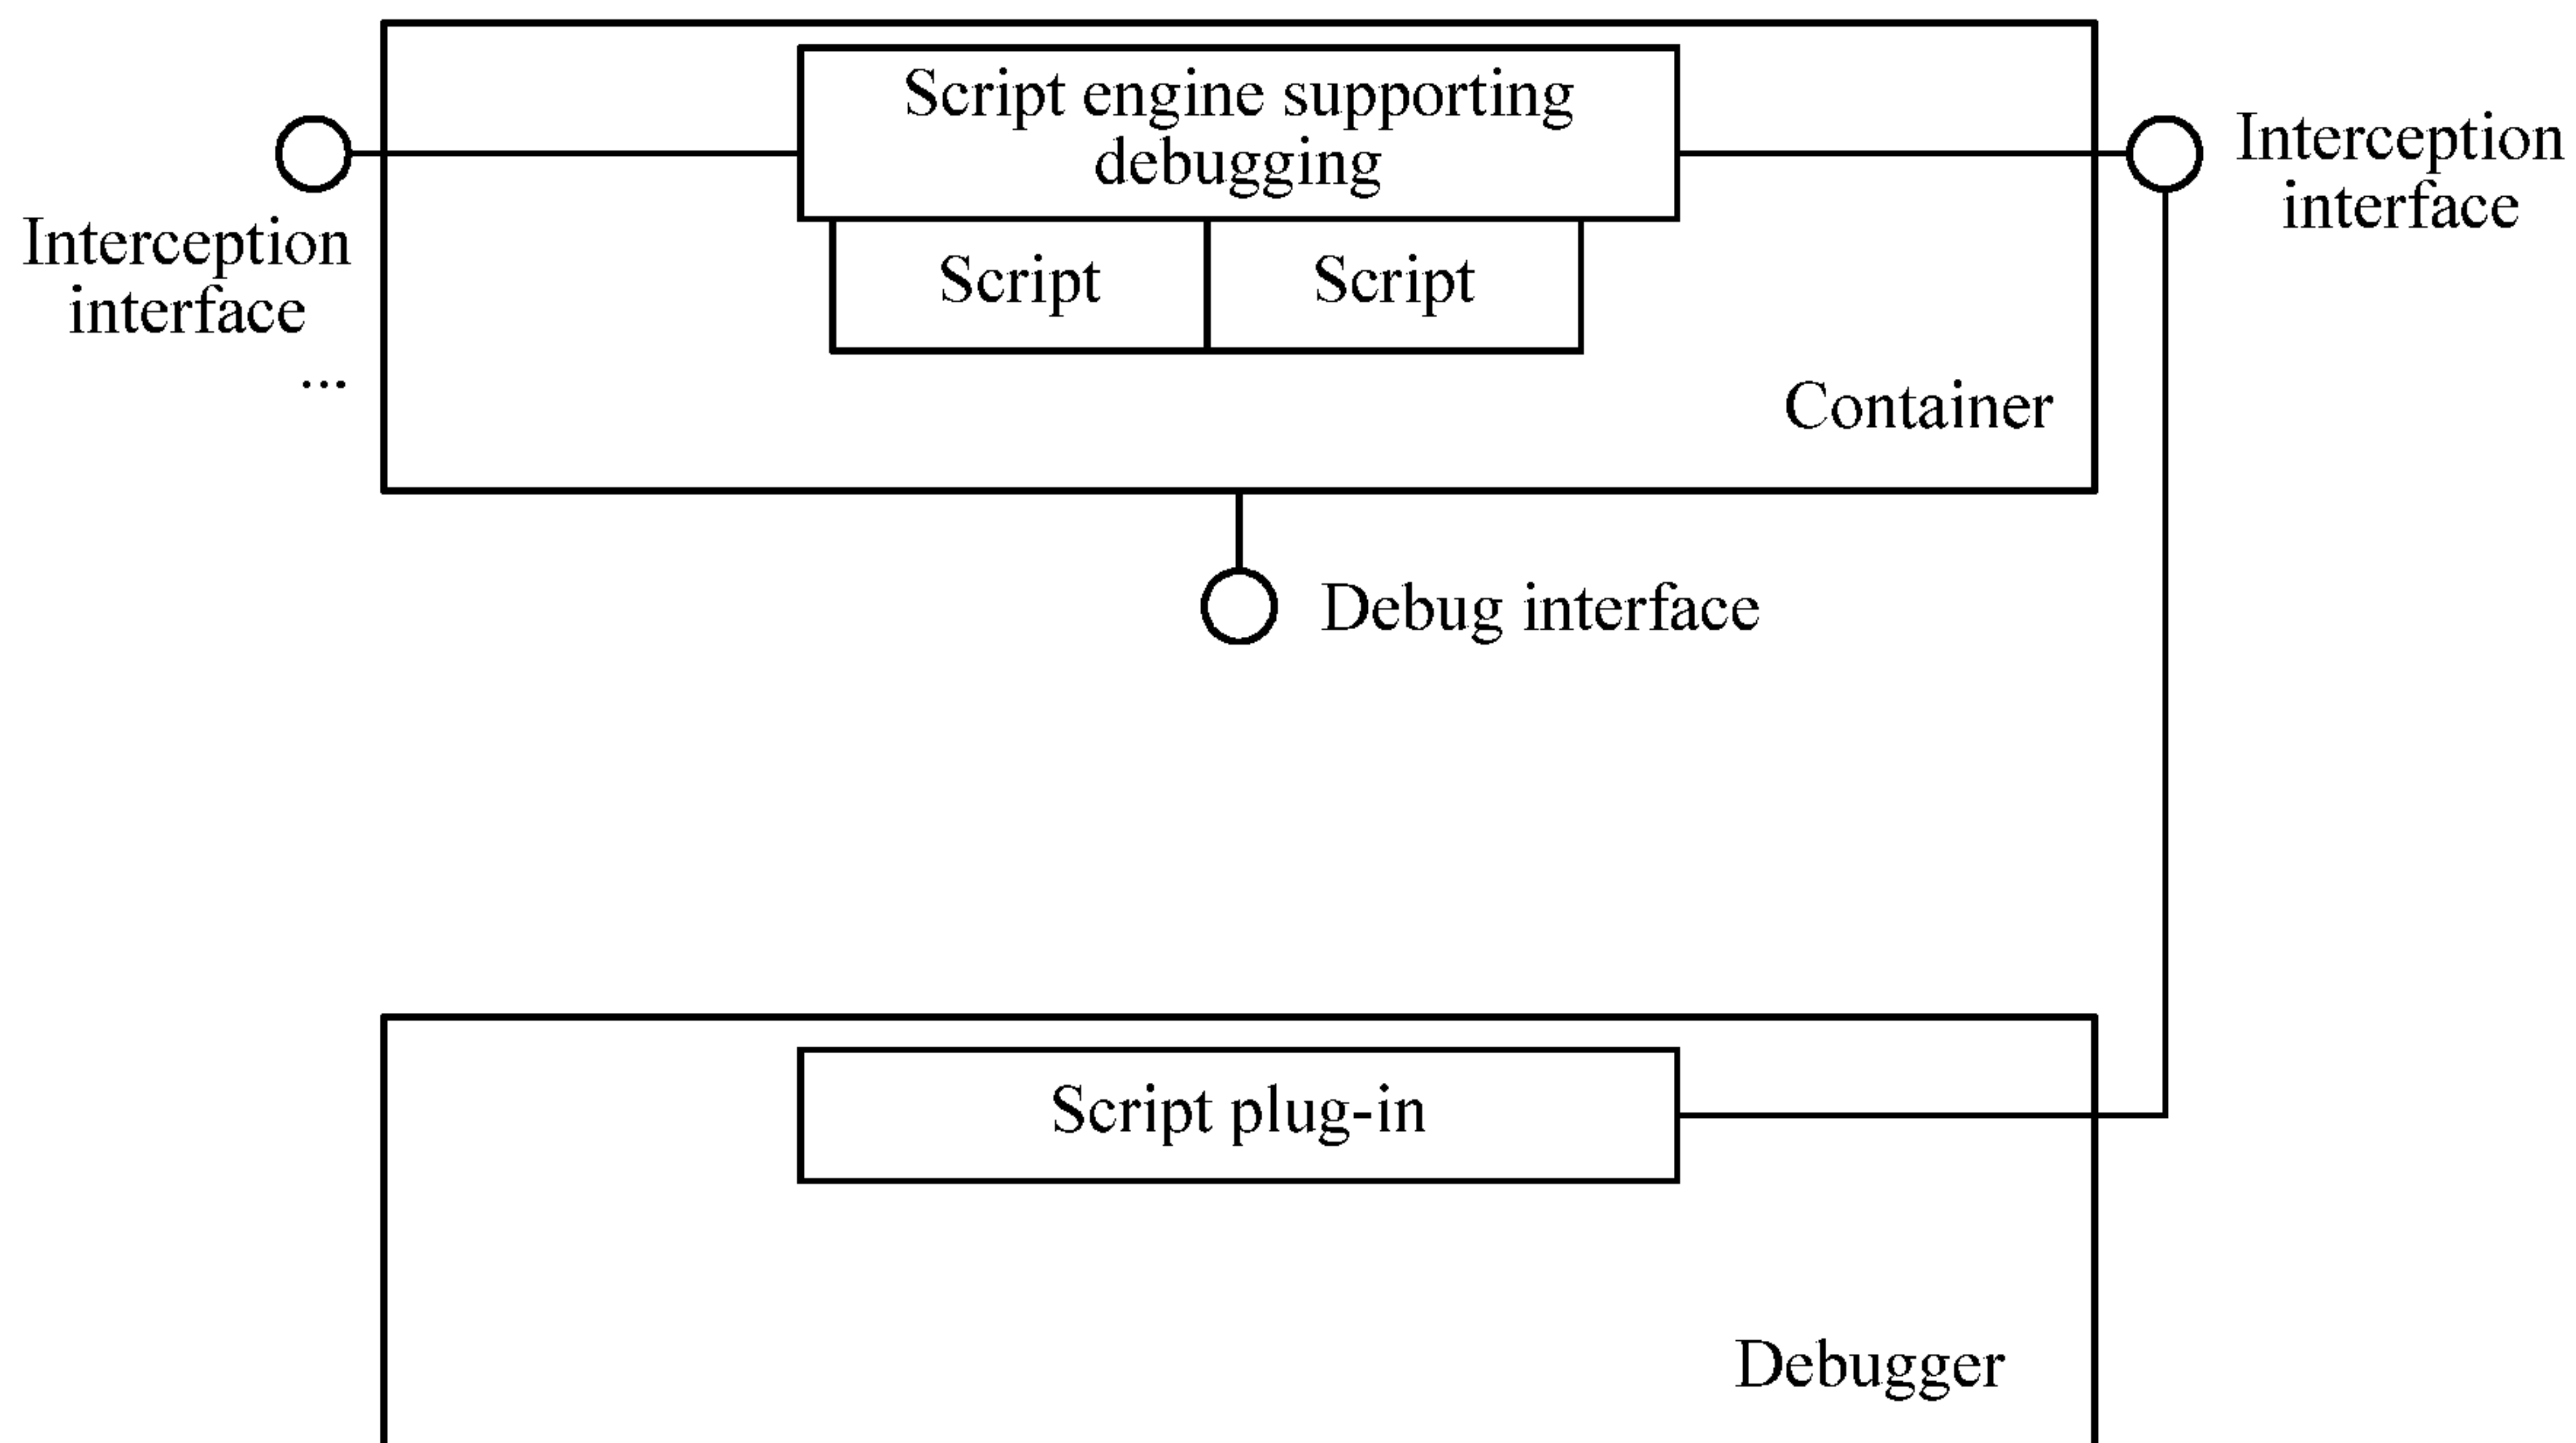 Script engine supporting
debugging
Interception
interface
Interception
interface
...
Script
Script
Container
Debug interface
Script plug-in
Debugger